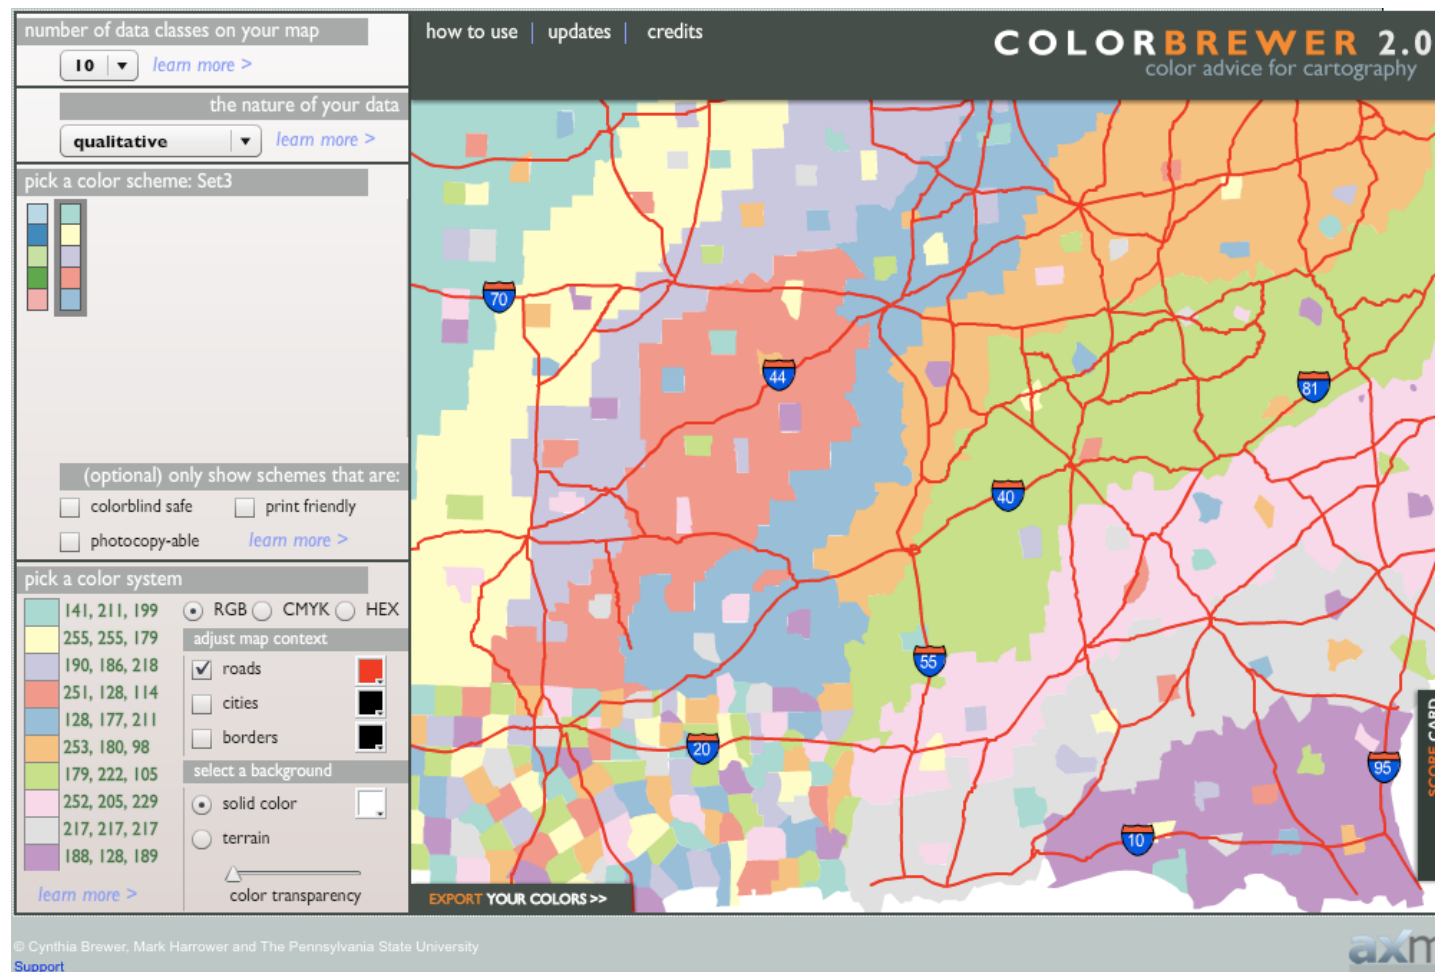 number of data classes on your map
10
learn more >
the nature of your data
qualitative
learn more >
pick a color scheme: Set3
(optional) only show schemes that are:
colorblind safe
print friendly
photocopy-able
learn more >
pick a color system
141, 211, 199
255, 255, 179
190, 186, 218
251, 128, 114
128, 177, 211
253, 180, 98
179, 222, 105
252, 205, 229
217, 217, 217
188, 128, 189
learn more >
RGB
CMYK
HEX
adjust map context
roads
cities
borders
select a background
solid color
terrain
color transparency
how to use | updates | credits
COLORBREWER 2.0
color advice for cartography
70
44
81
40
55
20
95
10
SCORE CARD
EXPORT YOUR COLORS >>
© Cynthia Brewer, Mark Harrower and The Pennsylvania State University
Support